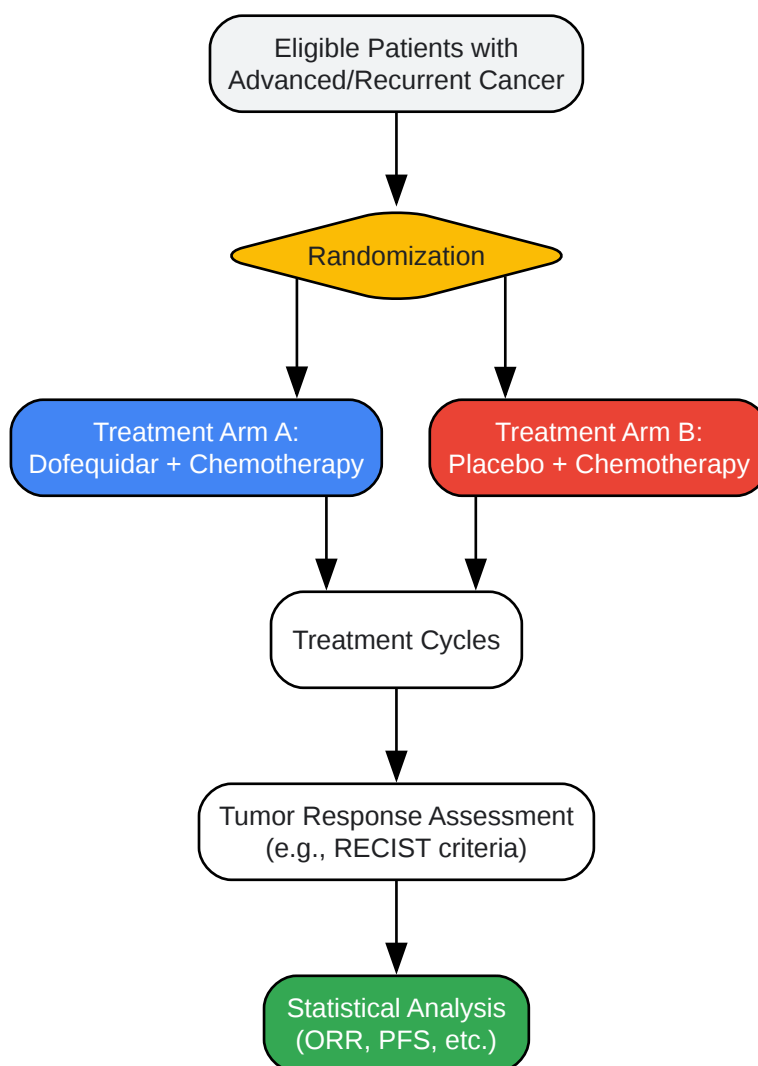 Eligible Patients with
Advanced/Recurrent Cancer
Randomization
Treatment Arm A:
Dofequidar + Chemotherapy
Treatment Arm B:
Placebo + Chemotherapy
Treatment Cycles
Tumor Response Assessment
(e.g., RECIST criteria)
Statistical Analysis
(ORR, PFS, etc.)